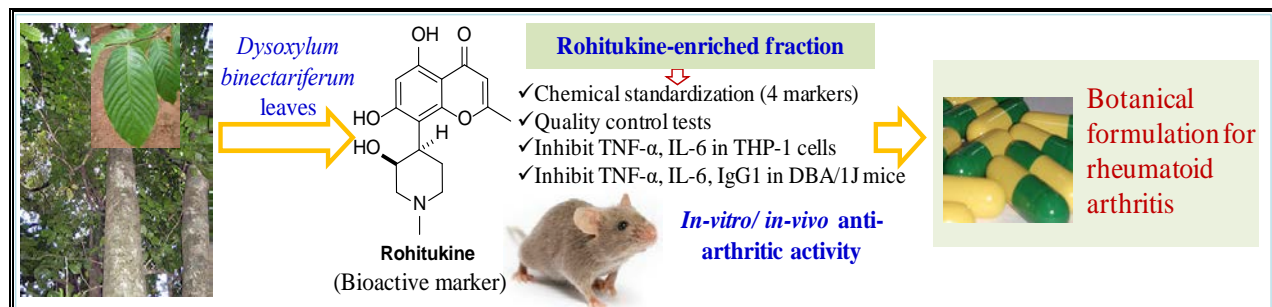 Dysoxylum
binectariferum
leaves
OH
O
HO
O
H
HO
N
Rohitukine
(Bioactive marker)
Rohitukine-enriched fraction
✓Chemical standardization (4 markers)
✓Quality control tests
✓Inhibit TNF-α, IL-6 in THP-1 cells
✓Inhibit TNF-α, IL-6, IgG1 in DBA/1J mice
In-vitro/ in-vivo anti-
arthritic activity
Botanical
formulation for
rheumatoid
arthritis